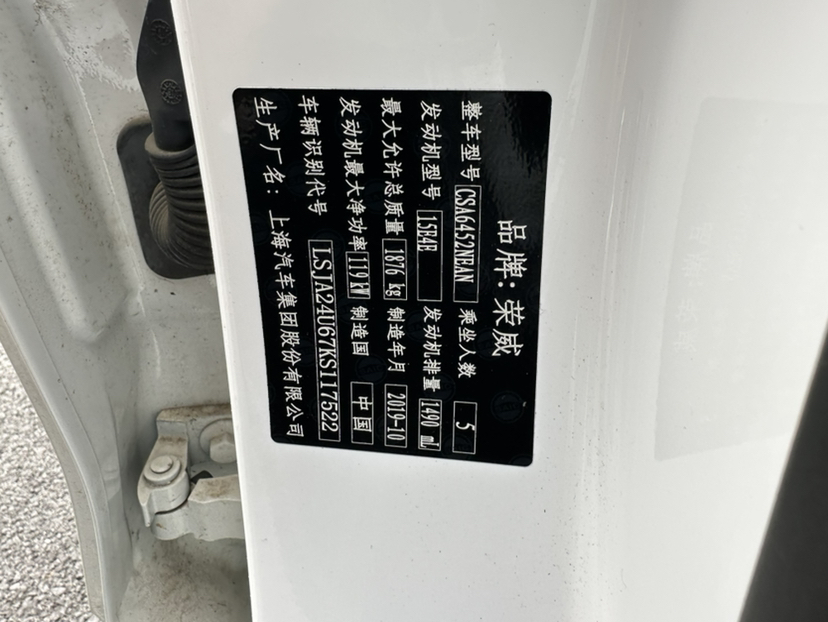 品牌: 荣威
整车型号 CSA6452NBAN 乘坐人数 5
发动机型号 15E4E 发动机排量 1490 mL
最大允许总质量 1876 kg 制造年月 2019-10
发动机最大净功率 119 kW 制造国 中国
车辆识别代号 LSJA24U67KS117522
生产厂名: 上海汽车集团股份有限公司